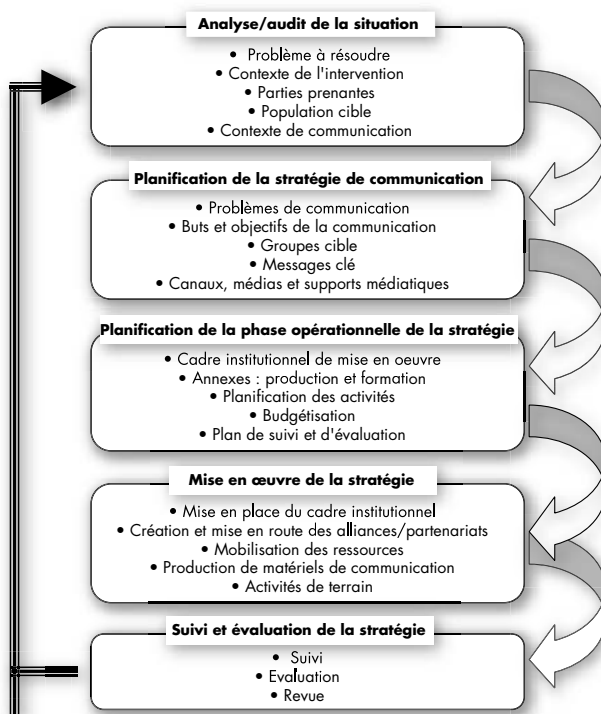 Analyse/audit de la situation
• Problème à résoudre
• Contexte de l'intervention
• Parties prenantes
• Population cible
• Contexte de communication
Planification de la stratégie de communication
• Problèmes de communication
• Buts et objectifs de la communication
• Groupes cible
• Messages clé
• Canaux, médias et supports médiatiques
Planification de la phase opérationnelle de la stratégie
• Cadre institutionnel de mise en oeuvre
• Annexes : production et formation
• Planification des activités
• Budgétisation
• Plan de suivi et d'évaluation
Mise en œuvre de la stratégie
• Mise en place du cadre institutionnel
• Création et mise en route des alliances/partenariats
• Mobilisation des ressources
• Production de matériels de communication
• Activités de terrain
Suivi et évaluation de la stratégie
• Suivi
• Evaluation
• Revue